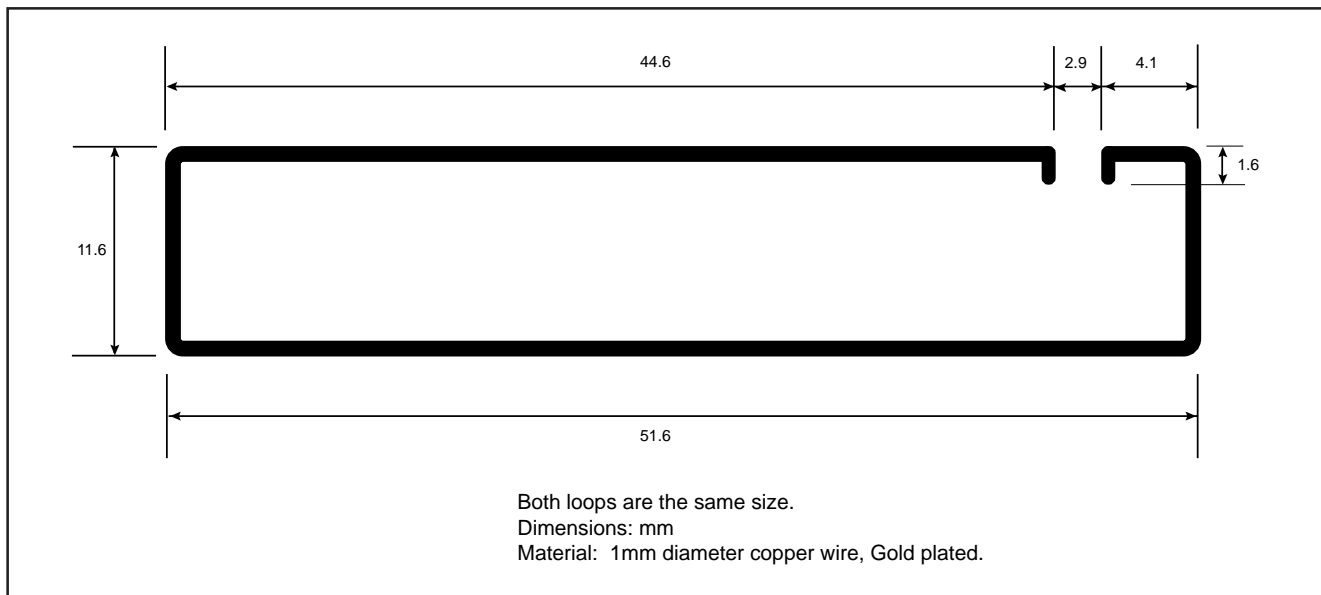 44.6
2.9
4.1
1.6
11.6
51.6
Both loops are the same size.
Dimensions: mm
Material:  1mm diameter copper wire, Gold plated.